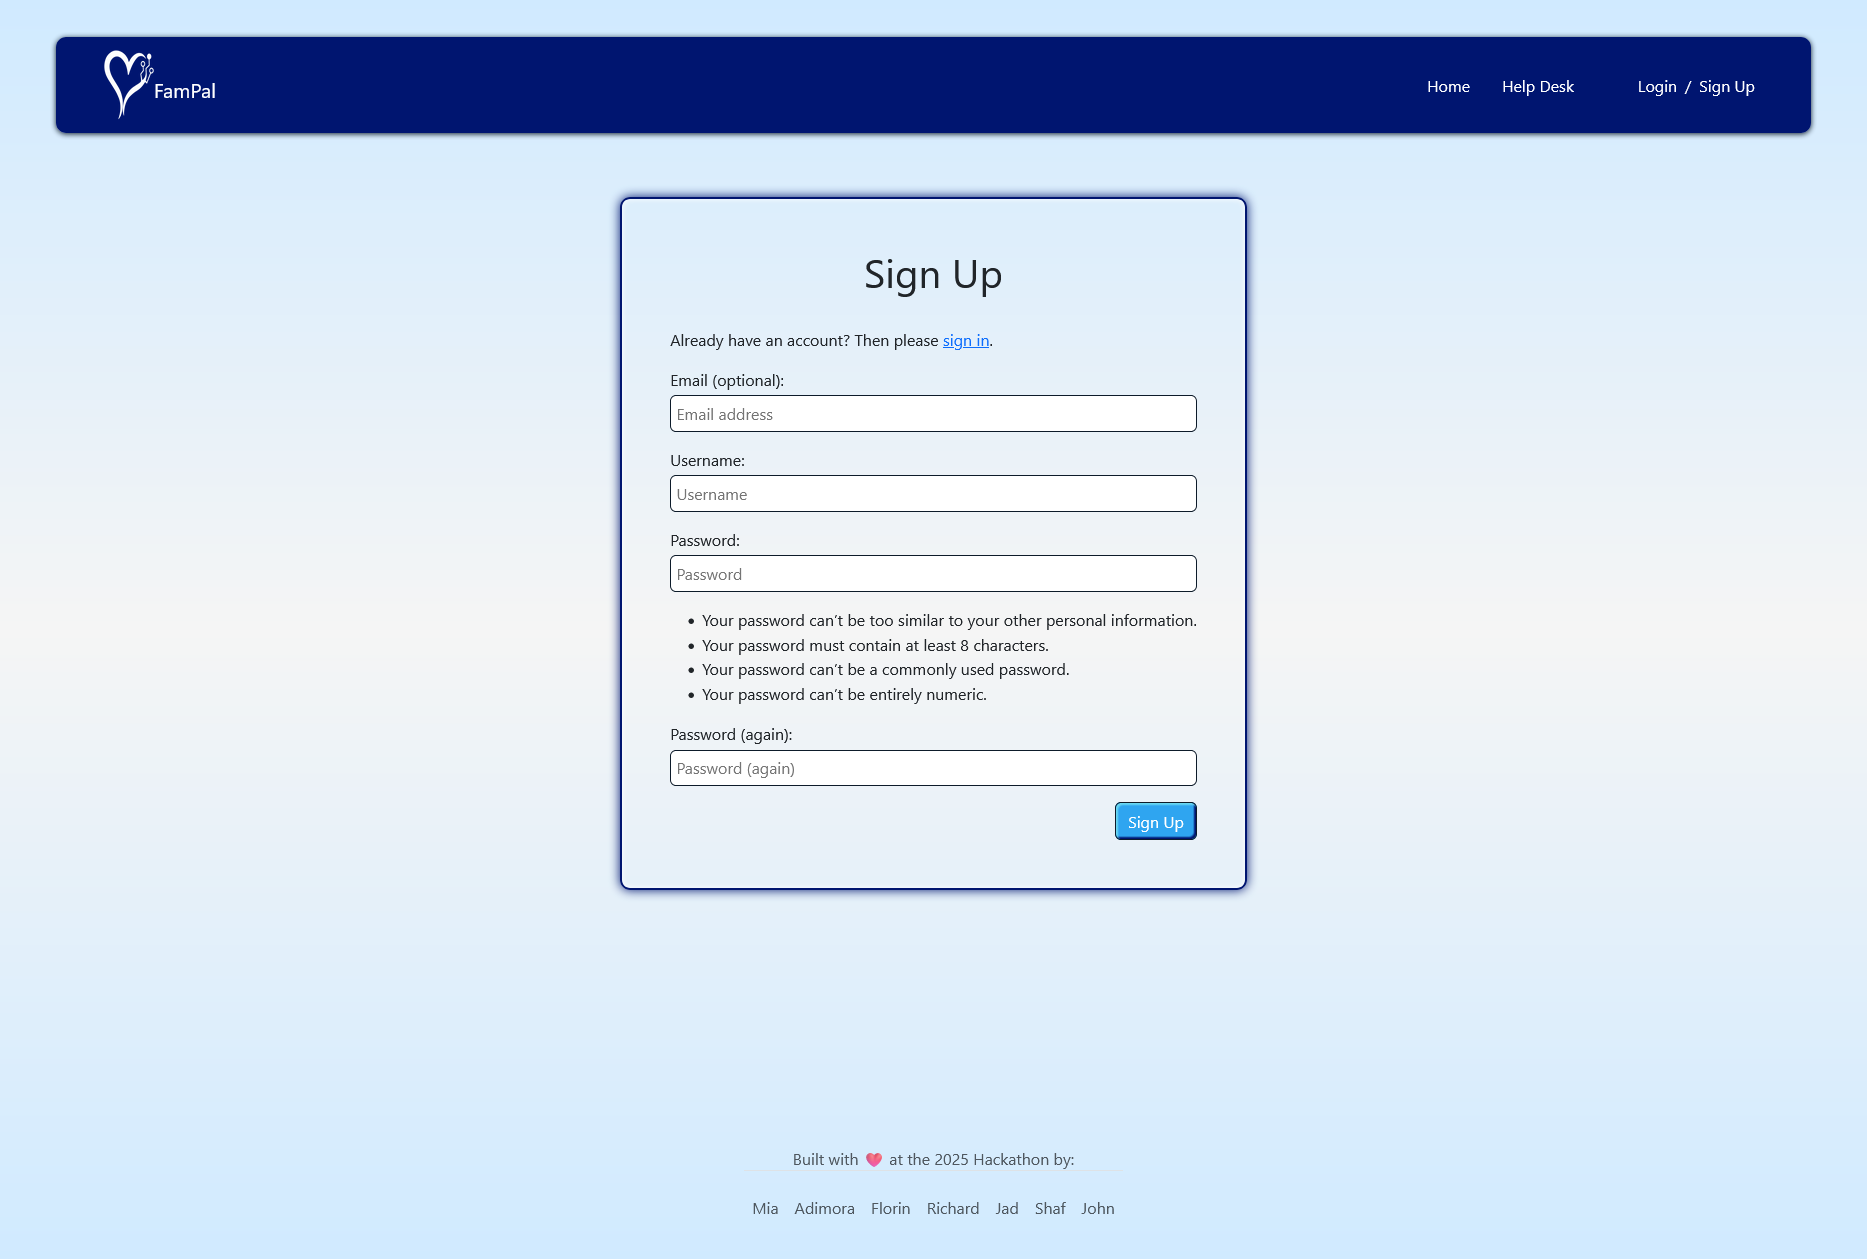 FamPal
Home Help Desk Login / Sign Up
Sign Up
Already have an account? Then please sign in.
Email (optional):
Email address
Username:
Username
Password:
Password
• Your password can’t be too similar to your other personal information.
• Your password must contain at least 8 characters.
• Your password can’t be a commonly used password.
• Your password can’t be entirely numeric.
Password (again):
Password (again)
Sign Up
Built with 💗 at the 2025 Hackathon by:
Mia Adimora Florin Richard Jad Shaf John